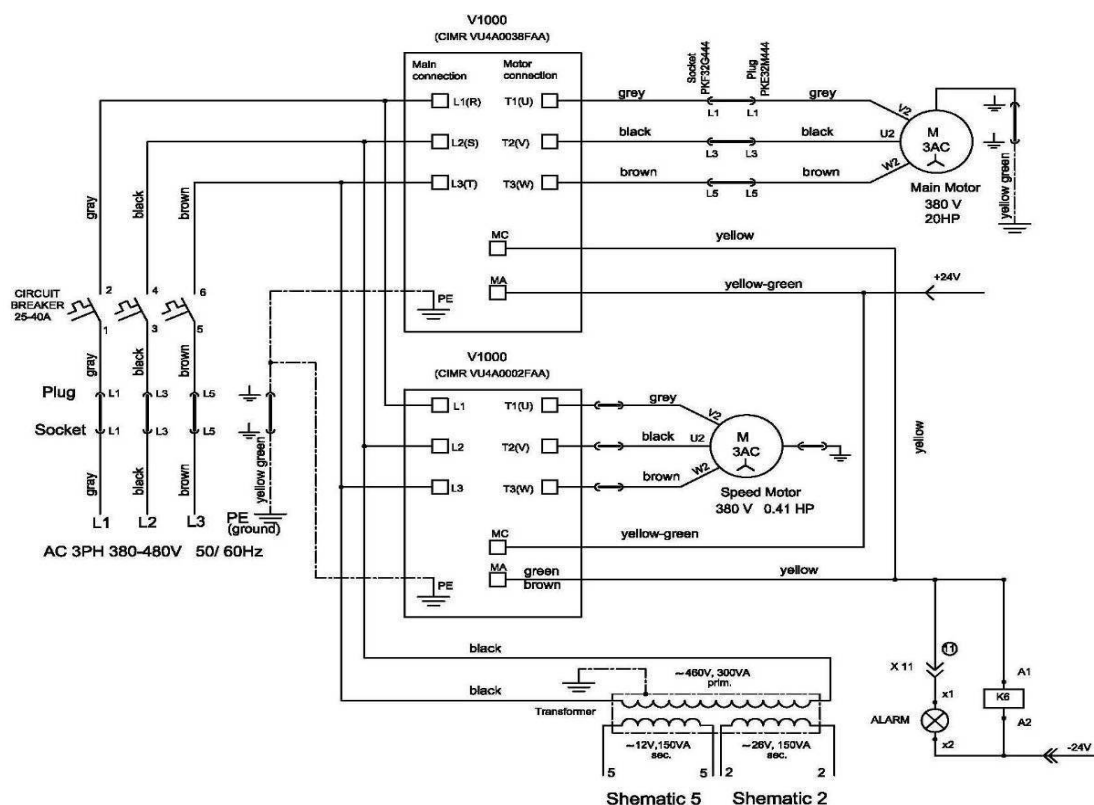 V1000
(CIMR VU4A0038FAA)
Main
connection
Motor
connection
L1(R)
T1(U)
L2(S)
T2(V)
L3(T)
T3(W)
MC
MA
PE
grey
black
brown
Socket
PKF32G444
Plug
PKE32M444
L1
L1
L3
L3
L5
L5
grey
black
brown
V2
U2
W2
M
3AC
Main Motor
380 V
20HP
yellow green
yellow
yellow-green
+24V
gray
black
brown
CIRCUIT
BREAKER
25-40A
2
4
6
1
3
5
gray
black
brown
Plug
L1
L3
L5
Socket
L1
L3
L5
gray
black
brown
yellow green
L1
L2
L3
PE
(ground)
AC 3PH 380-480V 50/ 60Hz
V1000
(CIMR VU4A0002FAA)
L1
T1(U)
L2
T2(V)
L3
T3(W)
MC
MA
green
brown
PE
grey
black
brown
V2
U2
W2
M
3AC
Speed Motor
380 V 0.41 HP
yellow-green
yellow
yellow
black
black
~460V, 300VA
prim.
Transformer
~12V,150VA
sec.
~26V, 150VA
sec.
5
5
2
2
Shematic 5
Shematic 2
11
X 11
x1
ALARM
x2
A1
K6
A2
-24V